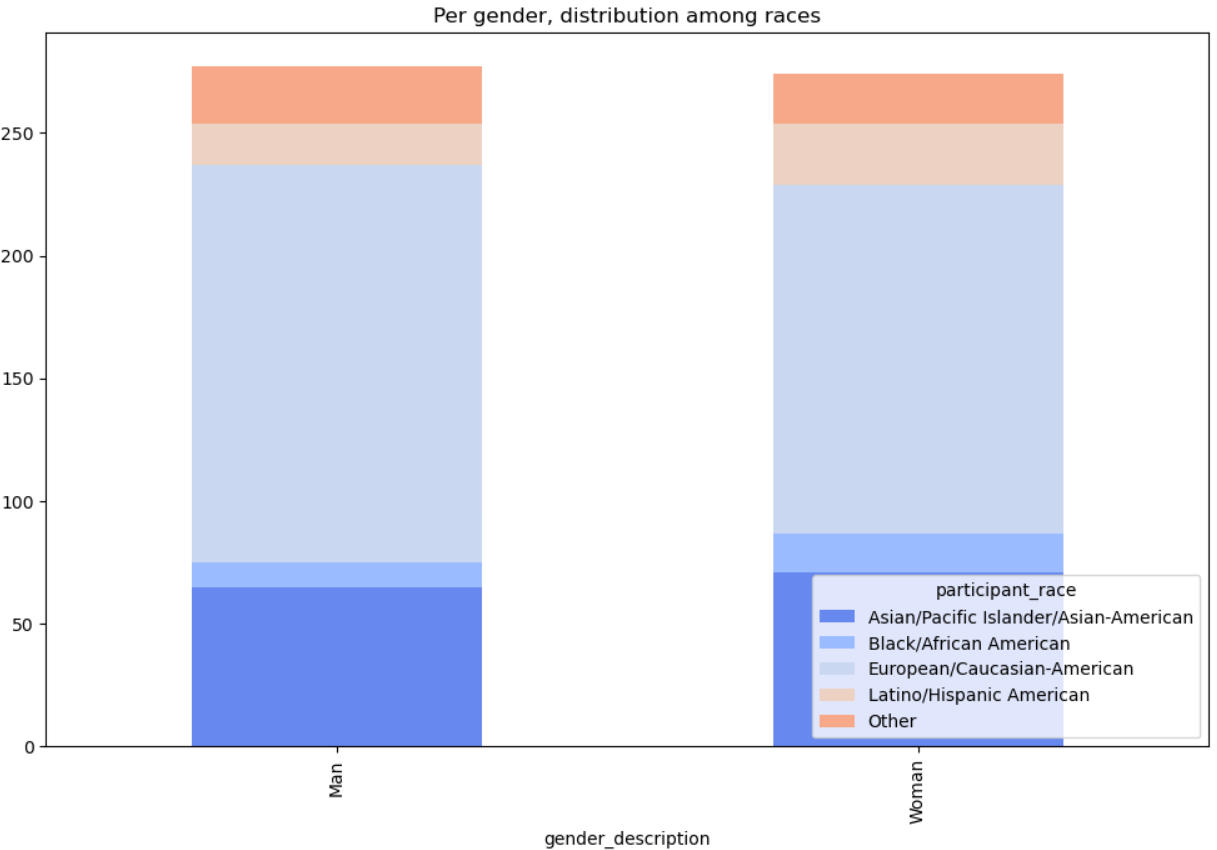 Per gender, distribution among races
250
200
150
100
50
0
participant_race
Asian/Pacific Islander/Asian-American
Black/African American
European/Caucasian-American
Latino/Hispanic American
Other
Man
Woman
gender_description